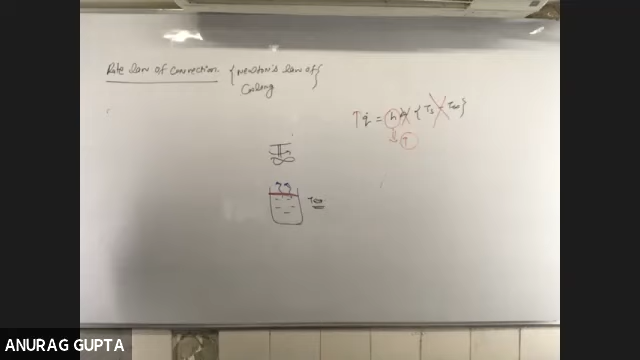 Rate law of convection {Newton's law of
Cooling}
↑ q̇ = h A {Ts - T∞}
↑
T∞
ANURAG GUPTA